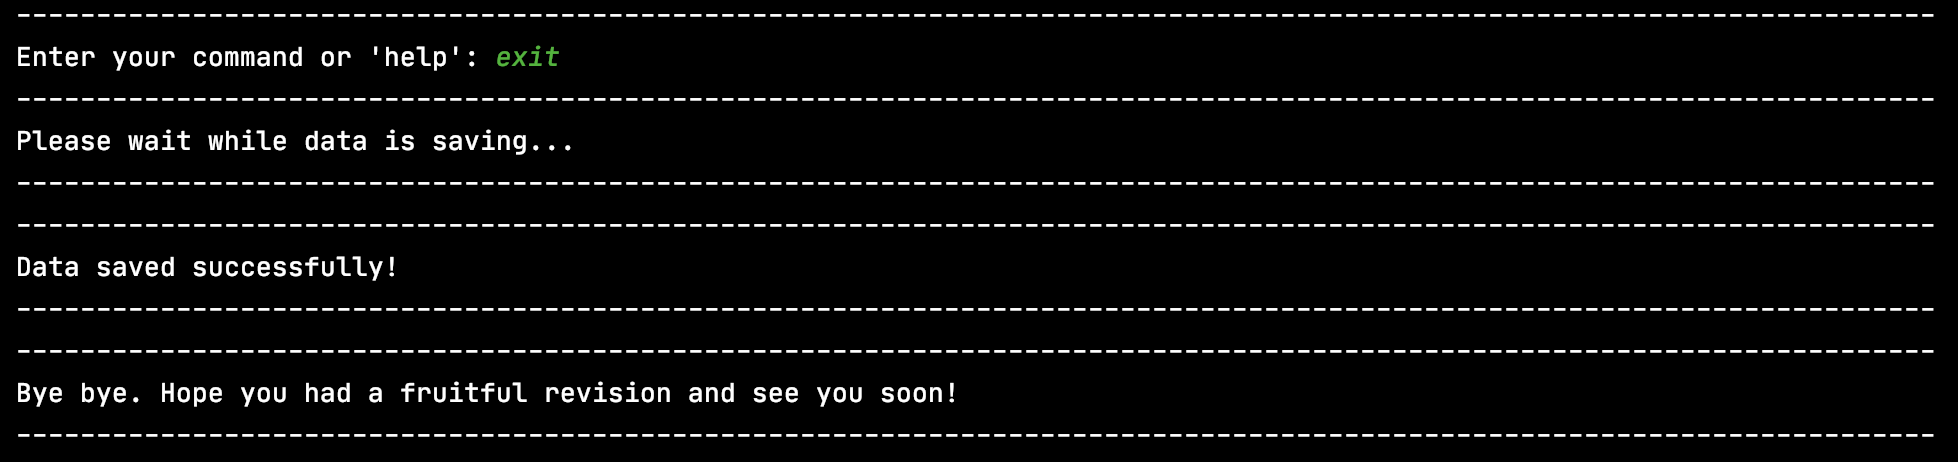 ------------------------------------------------------------------------------------------------------------------------
Enter your command or 'help': exit
------------------------------------------------------------------------------------------------------------------------
Please wait while data is saving...
------------------------------------------------------------------------------------------------------------------------
------------------------------------------------------------------------------------------------------------------------
Data saved successfully!
------------------------------------------------------------------------------------------------------------------------
------------------------------------------------------------------------------------------------------------------------
Bye bye. Hope you had a fruitful revision and see you soon!
------------------------------------------------------------------------------------------------------------------------